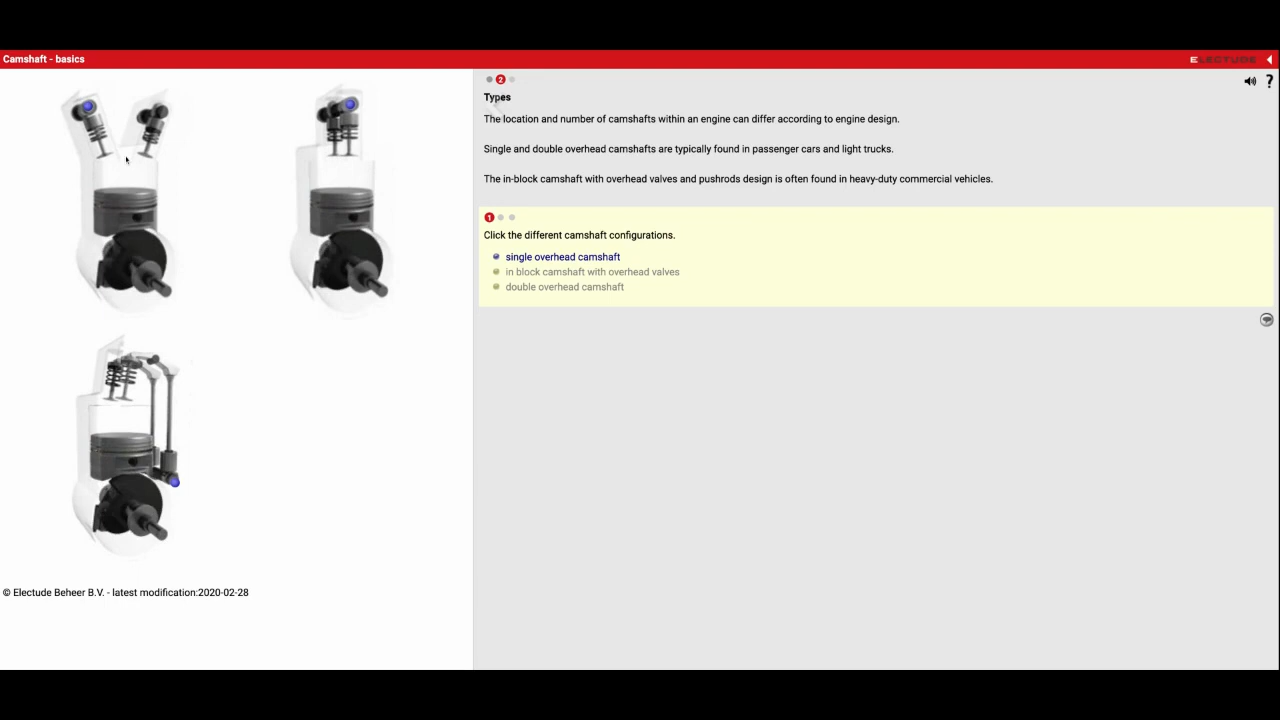 Camshaft - basics
ELECTUDE
2
Types
The location and number of camshafts within an engine can differ according to engine design.
Single and double overhead camshafts are typically found in passenger cars and light trucks.
The in-block camshaft with overhead valves and pushrods design is often found in heavy-duty commercial vehicles.
1
Click the different camshaft configurations.
single overhead camshaft
in block camshaft with overhead valves
double overhead camshaft
© Electude Beheer B.V. - latest modification:2020-02-28